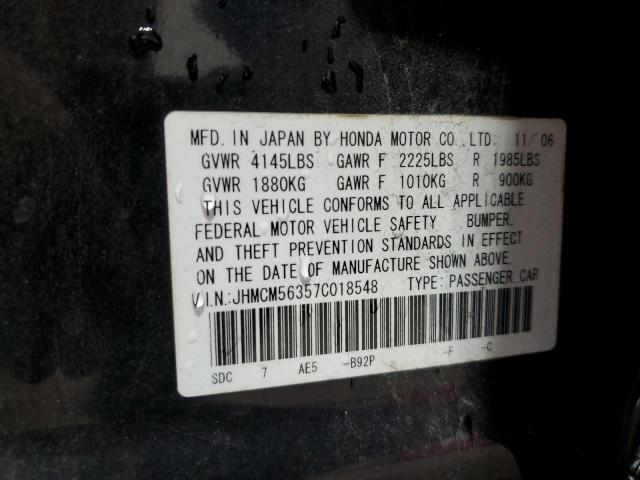 MFD. IN JAPAN BY HONDA MOTOR CO.,LTD. 11/06
GVWR 4145LBS GAWR F 2225LBS R 1985LBS
GVWR 1880KG GAWR F 1010KG R 900KG
THIS VEHICLE CONFORMS TO ALL APPLICABLE
FEDERAL MOTOR VEHICLE SAFETY BUMPER,
AND THEFT PREVENTION STANDARDS IN EFFECT
ON THE DATE OF MANUFACTURE SHOWN ABOVE.
V.I.N.:JHMCM56357C018548 TYPE: PASSENGER CAR
SDC 7 AE5 -B92P -F -C